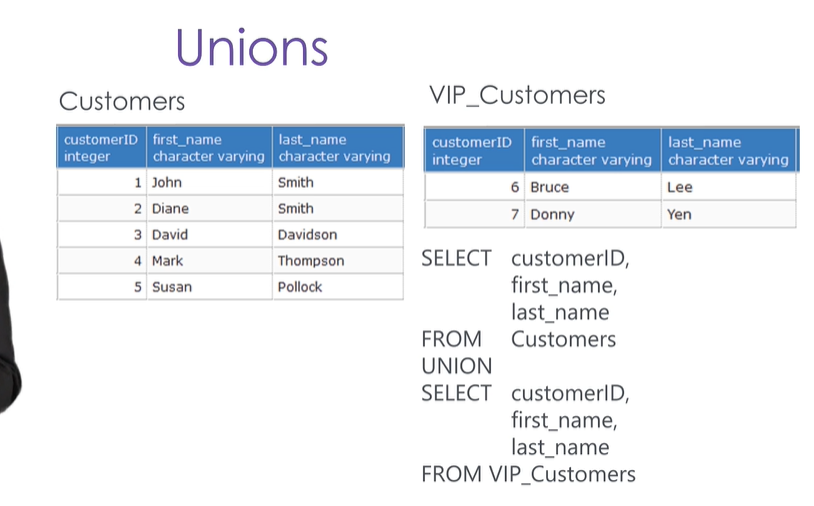 Unions
Customers
customerID first_name last_name
integer character varying character varying
1 John Smith
2 Diane Smith
3 David Davidson
4 Mark Thompson
5 Susan Pollock
VIP_Customers
customerID first_name last_name
integer character varying character varying
6 Bruce Lee
7 Donny Yen
SELECT customerID,
first_name,
last_name
FROM Customers
UNION
SELECT customerID,
first_name,
last_name
FROM VIP_Customers